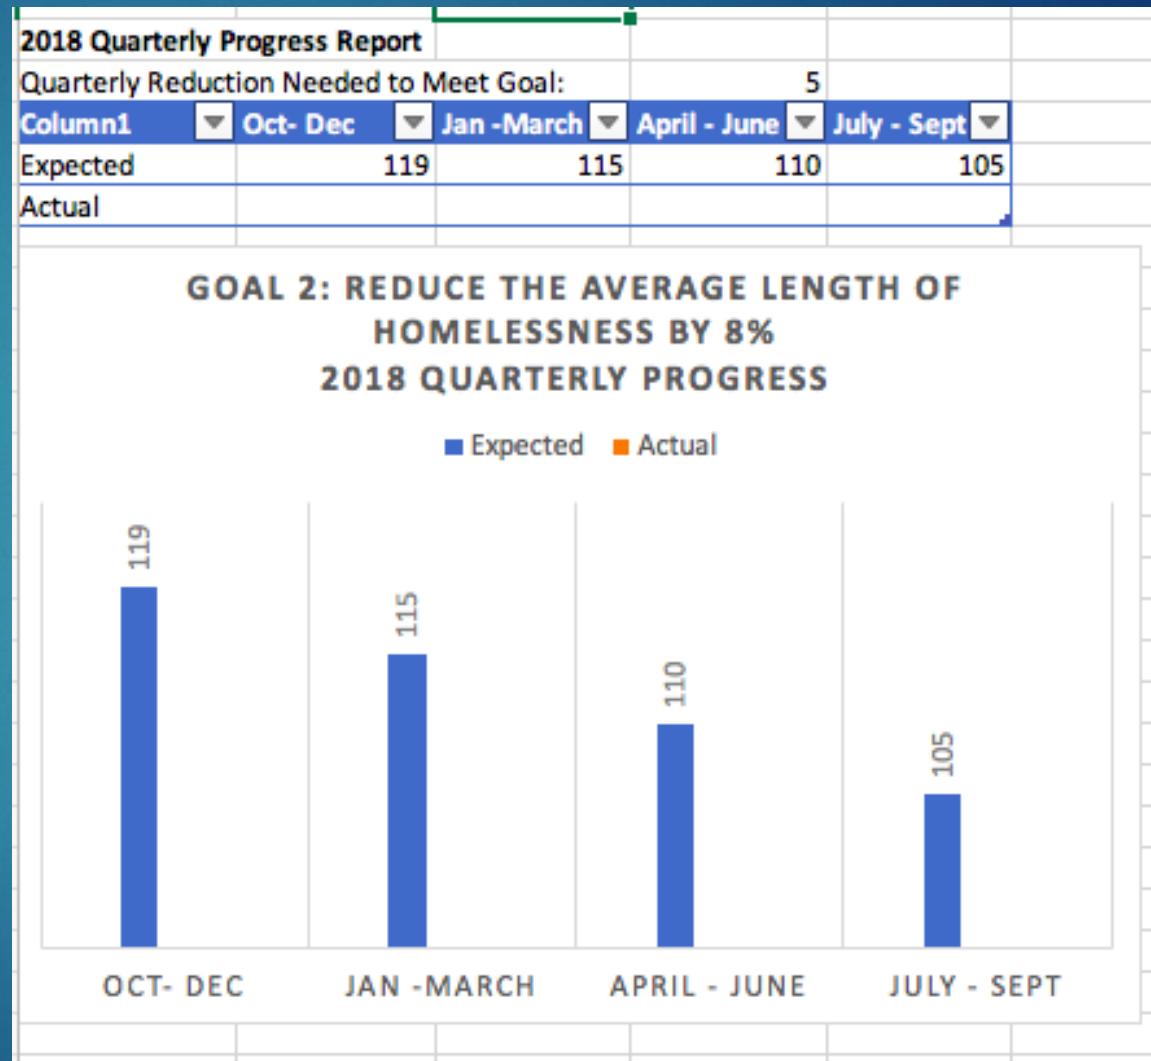 2018 Quarterly Progress Report
Quarterly Reduction Needed to Meet Goal: 5
Column1 Oct- Dec Jan -March April - June July - Sept
Expected 119 115 110 105
Actual
GOAL 2: REDUCE THE AVERAGE LENGTH OF
HOMELESSNESS BY 8%
2018 QUARTERLY PROGRESS
Expected Actual
119
115
110
105
OCT- DEC JAN -MARCH APRIL - JUNE JULY - SEPT